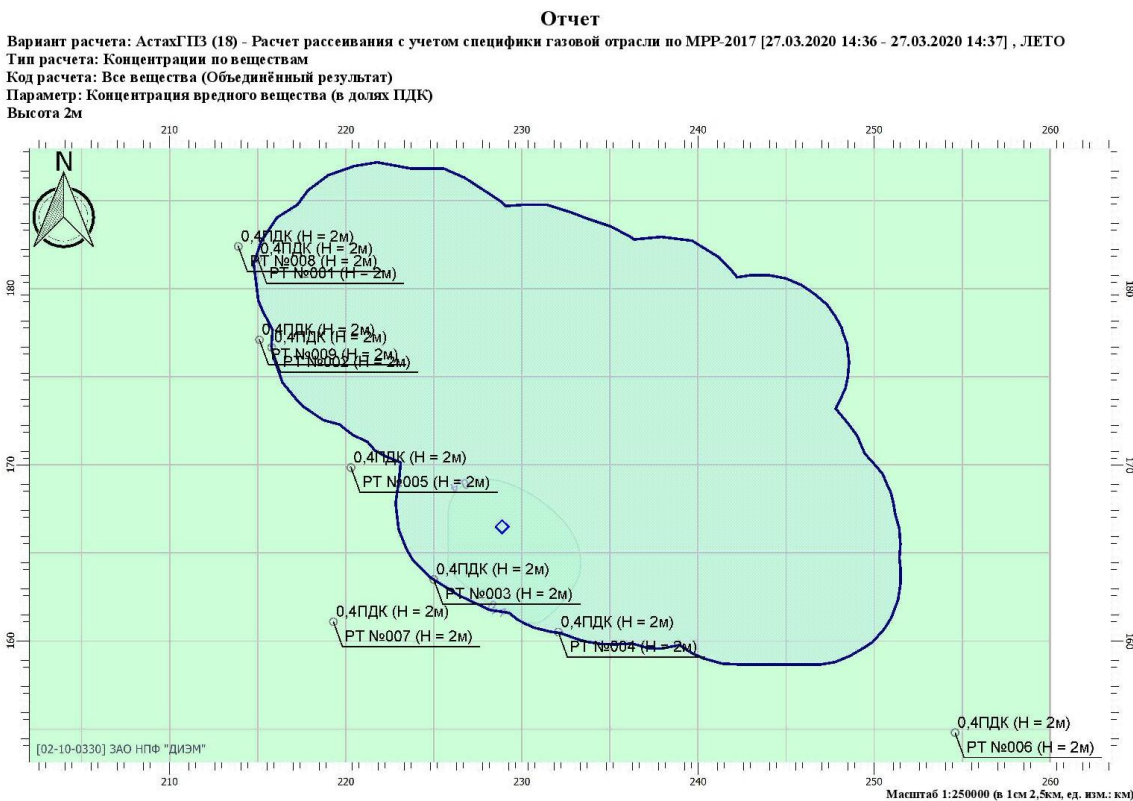 Отчет
Вариант расчета: АстахГПЗ (18) - Расчет рассеивания с учетом специфики газовой отрасли по МРР-2017 [27.03.2020 14:36 - 27.03.2020 14:37] , ЛЕТО
Тип расчета: Концентрации по веществам
Код расчета: Все вещества (Объединённый результат)
Параметр: Концентрация вредного вещества (в долях ПДК)
Высота 2м
210 220 230 240 250 260
N
0,4ПДК (H = 2м)
0,4ПДК (H = 2м)
РТ №008 (H = 2м)
РТ №001 (H = 2м)
180 180
0,4ПДК (H = 2м)
0,4ПДК (H = 2м)
РТ №009 (H = 2м)
РТ №002 (H = 2м)
0,4ПДК (H = 2м)
170 170
РТ №005 (H = 2м)
0,4ПДК (H = 2м)
РТ №003 (H = 2м)
0,4ПДК (H = 2м)
РТ №007 (H = 2м)
0,4ПДК (H = 2м)
РТ №004 (H = 2м)
160 160
0,4ПДК (H = 2м)
РТ №006 (H = 2м)
[02-10-0330] ЗАО НПФ "ДИЭМ"
210 220 230 240 250 260
Масштаб 1:250000 (в 1см 2,5км, ед. изм.: км)